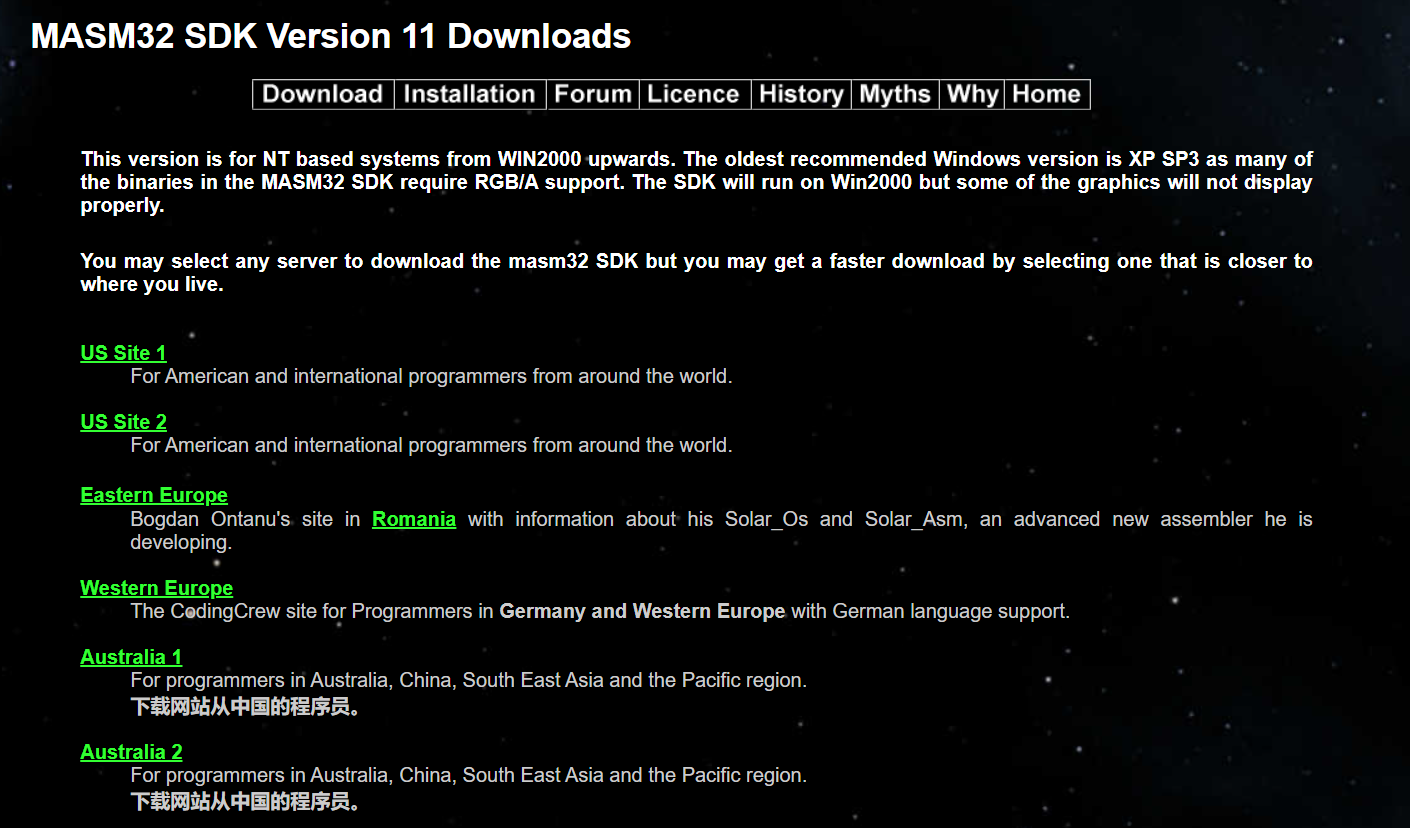 MASM32 SDK Version 11 Downloads
Download Installation Forum Licence History Myths Why Home
This version is for NT based systems from WIN2000 upwards. The oldest recommended Windows version is XP SP3 as many of
the binaries in the MASM32 SDK require RGB/A support. The SDK will run on Win2000 but some of the graphics will not display
properly.
You may select any server to download the masm32 SDK but you may get a faster download by selecting one that is closer to
where you live.
US Site 1
For American and international programmers from around the world.
US Site 2
For American and international programmers from around the world.
Eastern Europe
Bogdan Ontanu's site in Romania with information about his Solar_Os and Solar_Asm, an advanced new assembler he is
developing.
Western Europe
The CodingCrew site for Programmers in Germany and Western Europe with German language support.
Australia 1
For programmers in Australia, China, South East Asia and the Pacific region.
下载网站从中国的程序员。
Australia 2
For programmers in Australia, China, South East Asia and the Pacific region.
下载网站从中国的程序员。